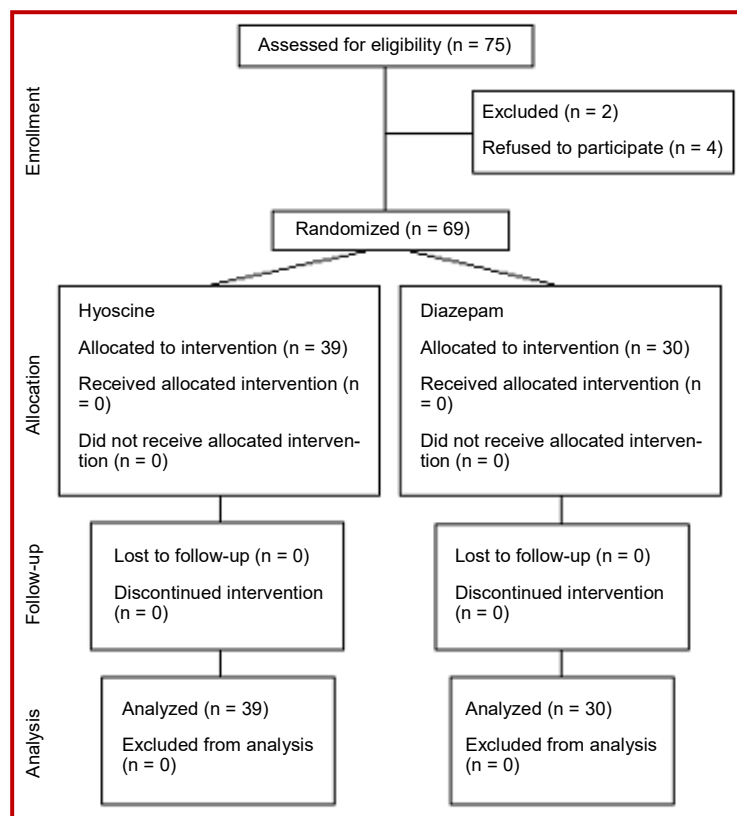 Assessed for eligibility (n = 75)
Enrollment
Excluded (n = 2)
Refused to participate (n = 4)
Randomized (n = 69)
Allocation
Hyoscine
Allocated to intervention (n = 39)
Received allocated intervention (n
= 0)
Did not receive allocated interven-
tion (n = 0)
Diazepam
Allocated to intervention (n = 30)
Received allocated intervention (n
= 0)
Did not receive allocated interven-
tion (n = 0)
Follow-up
Lost to follow-up (n = 0)
Discontinued intervention
(n = 0)
Lost to follow-up (n = 0)
Discontinued intervention
(n = 0)
Analysis
Analyzed (n = 39)
Excluded from analysis
(n = 0)
Analyzed (n = 30)
Excluded from analysis
(n = 0)